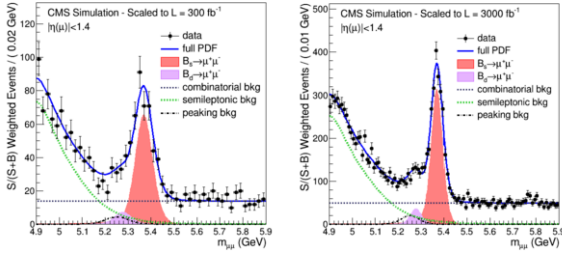 CMS Simulation - Scaled to L = 300 fb⁻¹
|η(μ)|<1.4
data
full PDF
Bₛ→μ⁺μ⁻
B_d→μ⁺μ⁻
combinatorial bkg
semileptonic bkg
peaking bkg
S/(S+B) Weighted Events / ( 0.02 GeV)
120
100
80
60
40
20
0
4.9 5 5.1 5.2 5.3 5.4 5.5 5.6 5.7 5.8 5.9
m_μμ (GeV)
CMS Simulation - Scaled to L = 3000 fb⁻¹
|η(μ)|<1.4
data
full PDF
Bₛ→μ⁺μ⁻
B_d→μ⁺μ⁻
combinatorial bkg
semileptonic bkg
peaking bkg
S/(S+B) Weighted Events / ( 0.01 GeV)
500
400
300
200
100
0
4.9 5 5.1 5.2 5.3 5.4 5.5 5.6 5.7 5.8 5.9
m_μμ (GeV)